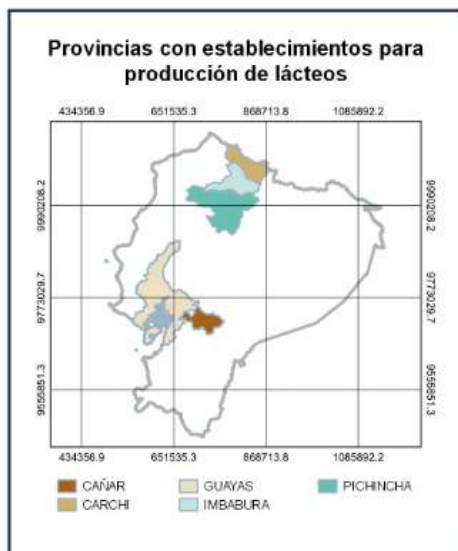 Provincias con establecimientos para
producción de lácteos
434356.9 651535.3 868713.8 1085892.2
9990208.2 9990208.2
9773029.7 9773029.7
9555851.3 9555851.3
434356.9 651535.3 868713.8 1085892.2
CAÑAR GUAYAS PICHINCHA
CARCHI IMBABURA